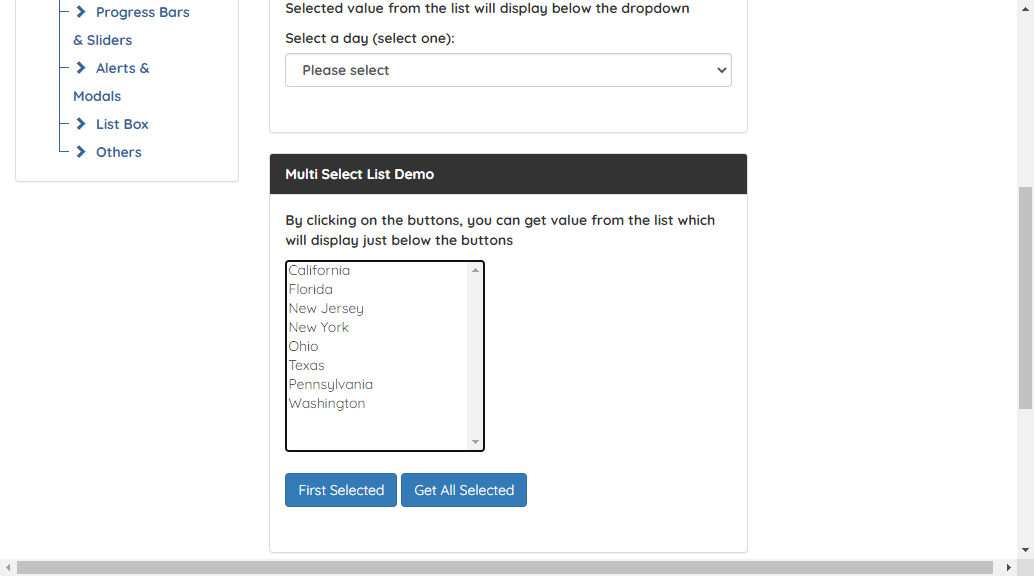 Progress Bars
& Sliders
Alerts &
Modals
List Box
Others
Selected value from the list will display below the dropdown
Select a day (select one):
Please select
Multi Select List Demo
By clicking on the buttons, you can get value from the list which
will display just below the buttons
California
Florida
New Jersey
New York
Ohio
Texas
Pennsylvania
Washington
First Selected
Get All Selected